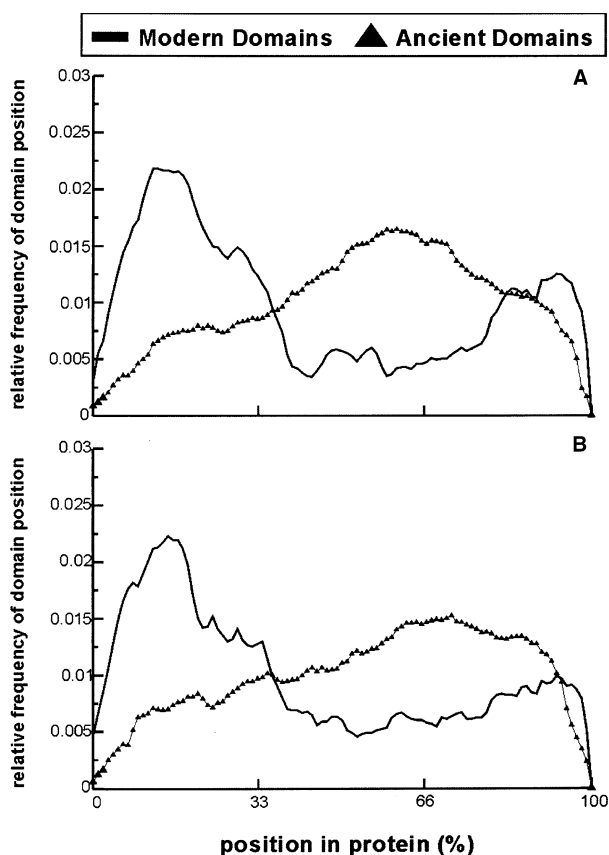 Modern Domains Ancient Domains
A
relative frequency of domain position
0.03
0.025
0.02
0.015
0.01
0.005
0
B
relative frequency of domain position
0.03
0.025
0.02
0.015
0.01
0.005
0
0 33 66 100
position in protein (%)